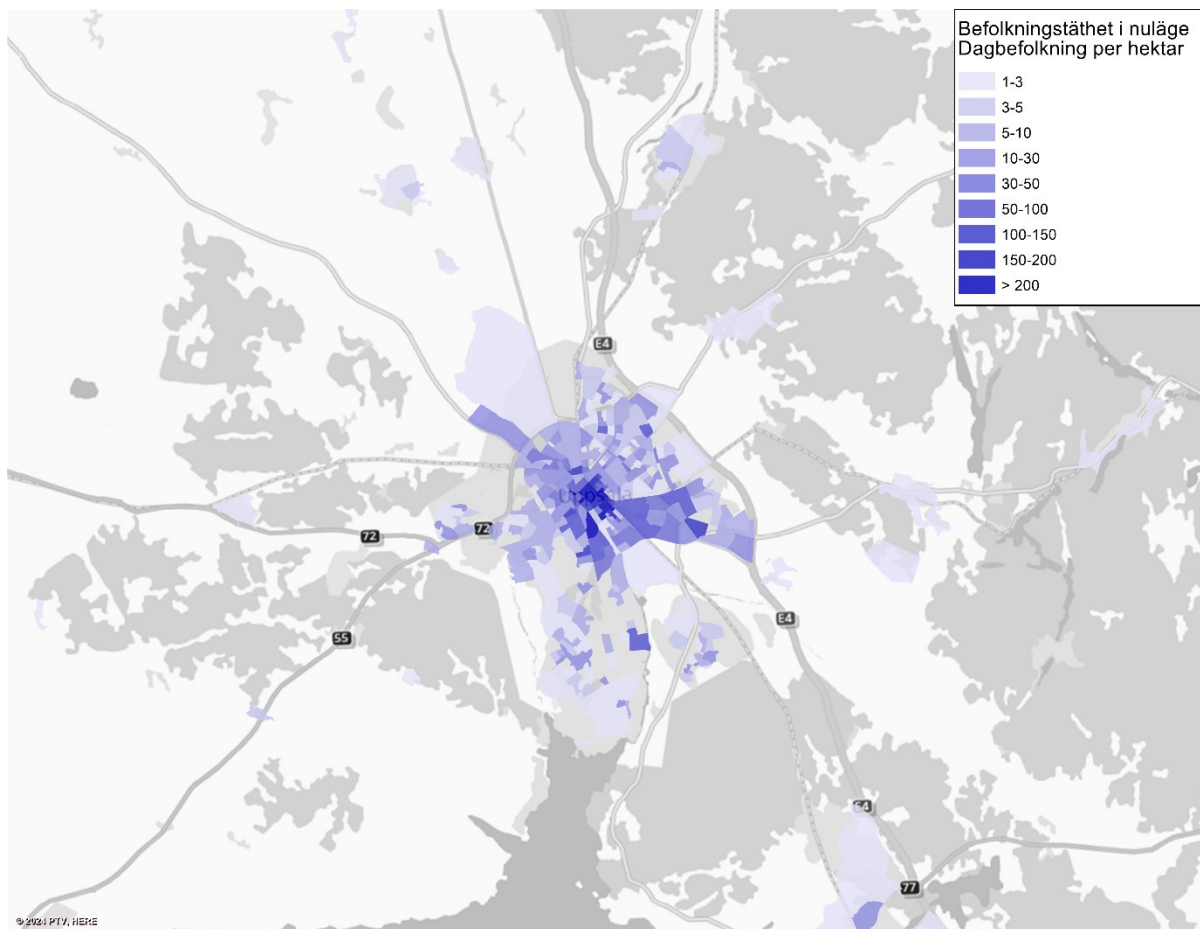 Befolkningstäthet i nuläge
Dagbefolkning per hektar
1-3
3-5
5-10
10-30
30-50
50-100
100-150
150-200
> 200
E4
Uppsala
72
72
E4
55
E4
77
© 2024 PTV, HERE